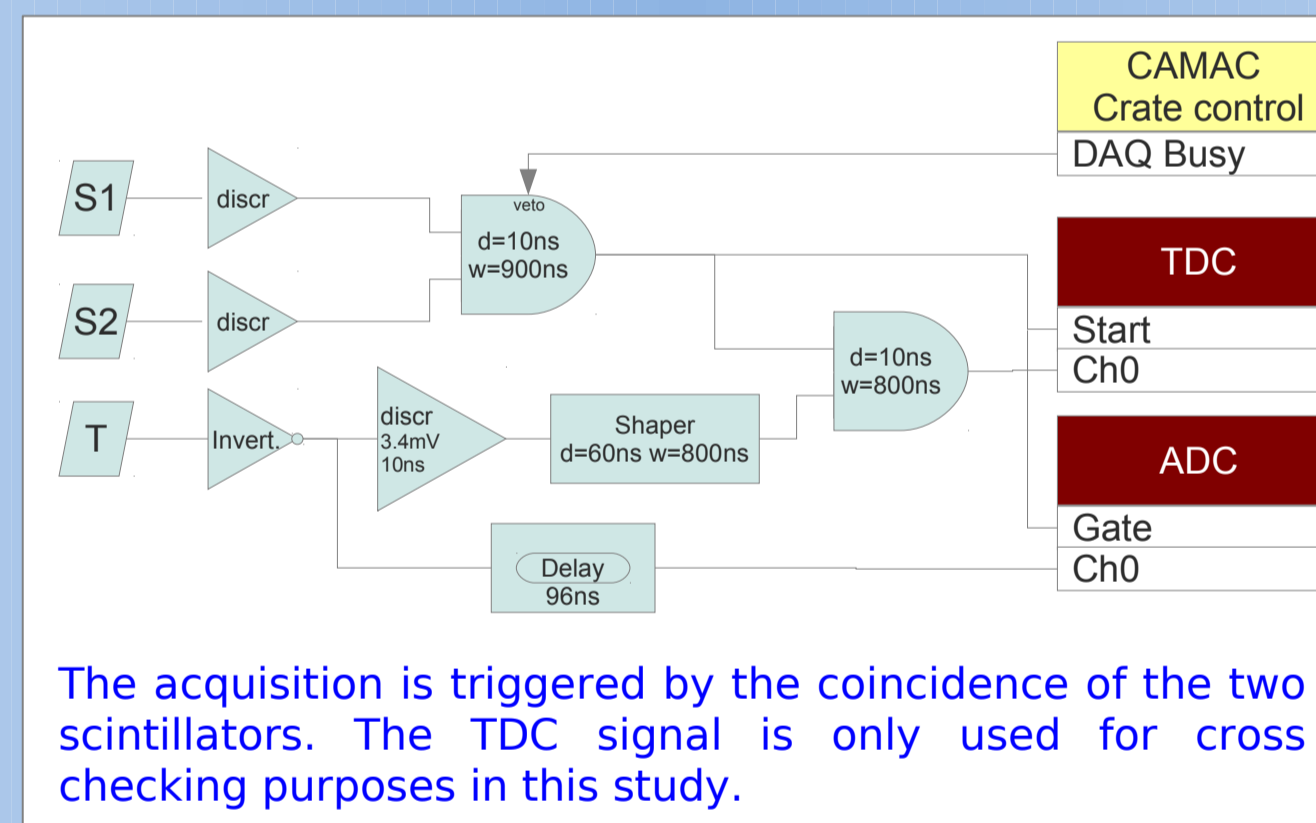 CAMAC
Crate control
DAQ Busy
S1
discr
veto
d=10ns
w=900ns
TDC
S2
discr
Start
Ch0
d=10ns
w=800ns
T
Invert.
discr
3.4mV
10ns
Shaper
d=60ns w=800ns
ADC
Gate
Ch0
Delay
96ns
The acquisition is triggered by the coincidence of the two
scintillators. The TDC signal is only used for cross
checking purposes in this study.